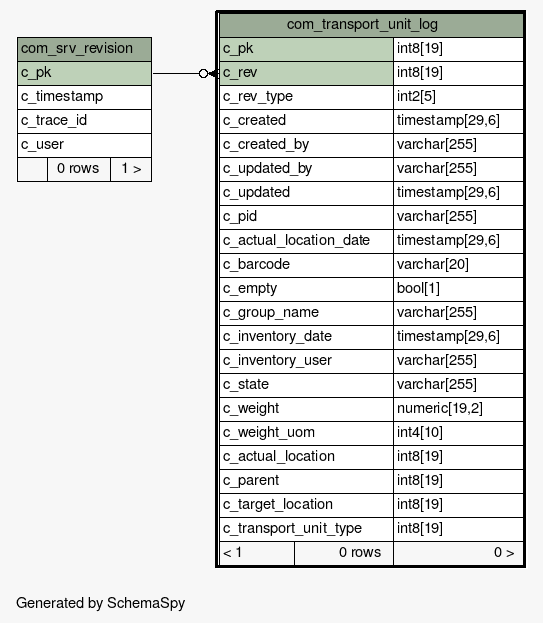 com_srv_revision
c_pk
c_timestamp
c_trace_id
c_user
0 rows 1 >
com_transport_unit_log
c_pk int8[19]
c_rev int8[19]
c_rev_type int2[5]
c_created timestamp[29,6]
c_created_by varchar[255]
c_updated_by varchar[255]
c_updated timestamp[29,6]
c_pid varchar[255]
c_actual_location_date timestamp[29,6]
c_barcode varchar[20]
c_empty bool[1]
c_group_name varchar[255]
c_inventory_date timestamp[29,6]
c_inventory_user varchar[255]
c_state varchar[255]
c_weight numeric[19,2]
c_weight_uom int4[10]
c_actual_location int8[19]
c_parent int8[19]
c_target_location int8[19]
c_transport_unit_type int8[19]
< 1 0 rows 0 >
Generated by SchemaSpy